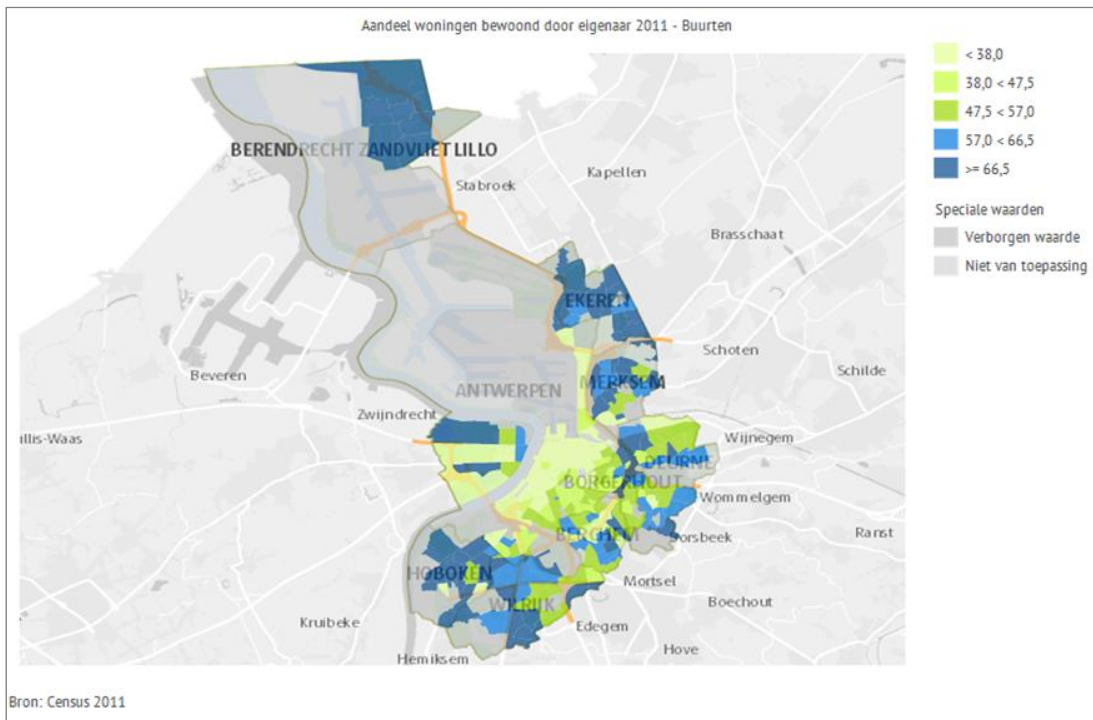 Aandeel woningen bewoond door eigenaar 2011 - Buurten
< 38,0
38,0 < 47,5
47,5 < 57,0
57,0 < 66,5
>= 66,5
Speciale waarden
Verborgen waarde
Niet van toepassing
BERENDRECHT ZANDVLIET LILLO
Stabroek
Kapellen
Brasschaat
EKEREN
Schoten
Beveren
ANTWERPEN
MERKSEM
Schilde
Zwijndrecht
ullis-Waas
Wijnegem
DEURNE
BORGERHOUT
Wommelgem
BERCHEM
Borsbeek
Ranst
HOBOKEN
Mortsel
WILRIJK
Boechout
Kruibeke
Edegem
Hove
Hemiksem
Bron: Census 2011